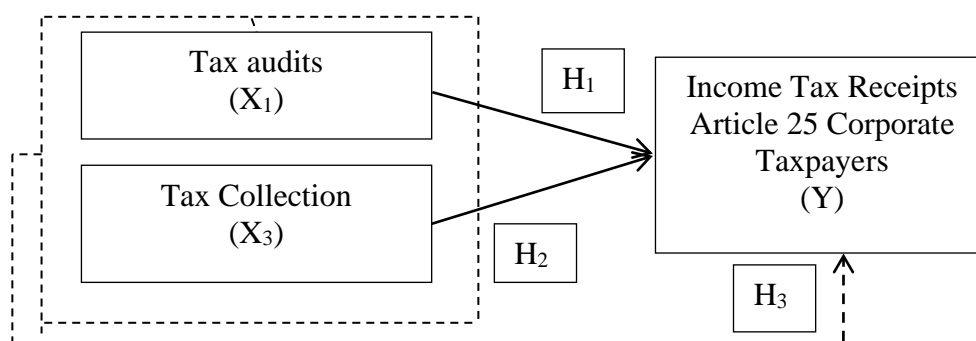 Tax audits
(X₁)
H₁
Income Tax Receipts
Article 25 Corporate
Taxpayers
(Y)
Tax Collection
(X₃)
H₂
H₃